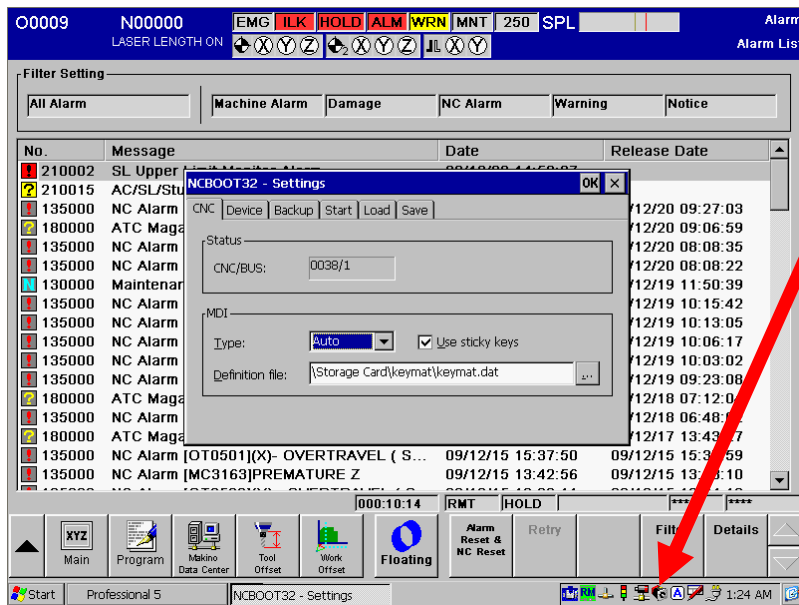 O0009 N00000 EMG ILK HOLD ALM WRN MNT 250 SPL Alarm
LASER LENGTH ON X Y Z 2 X Y Z X Y Alarm Lis
Filter Setting
All Alarm Machine Alarm Damage NC Alarm Warning Notice
No. Message Date Release Date
210002 SL Upper Limit Monitor Alarm
210015 AC/SL/Stu
135000 NC Alarm /12/20 09:27:03
180000 ATC Maga /12/20 09:06:59
135000 NC Alarm /12/20 08:08:35
135000 NC Alarm /12/20 08:08:22
130000 Maintenan /12/19 11:50:39
135000 NC Alarm /12/19 10:15:42
135000 NC Alarm /12/19 10:13:05
135000 NC Alarm /12/19 10:06:17
135000 NC Alarm /12/19 10:03:02
135000 NC Alarm /12/19 09:23:08
180000 ATC Maga /12/18 07:12:0
135000 NC Alarm /12/18 06:48:
180000 ATC Maga /12/17 13:43: 7
135000 NC Alarm [OT0501](X)- OVERTRAVEL ( S... 09/12/15 15:37:50 09/12/15 15:3 :59
135000 NC Alarm [MC3163]PREMATURE Z 09/12/15 13:42:56 09/12/15 13: :10
NCBOOT32 - Settings OK ×
CNC Device Backup Start Load Save
Status
CNC/BUS: 0038/1
MDI
Type: Auto Use sticky keys
Definition file: \Storage Card\keymat\keymat.dat ...
000:10:14 RMT HOLD **** ****
XYZ
Main Program Makino Data Center Tool Offset Work Offset Floating Alarm Reset & NC Reset Retry Filte Details
Start Professional 5 NCBOOT32 - Settings RM A 1:24 AM